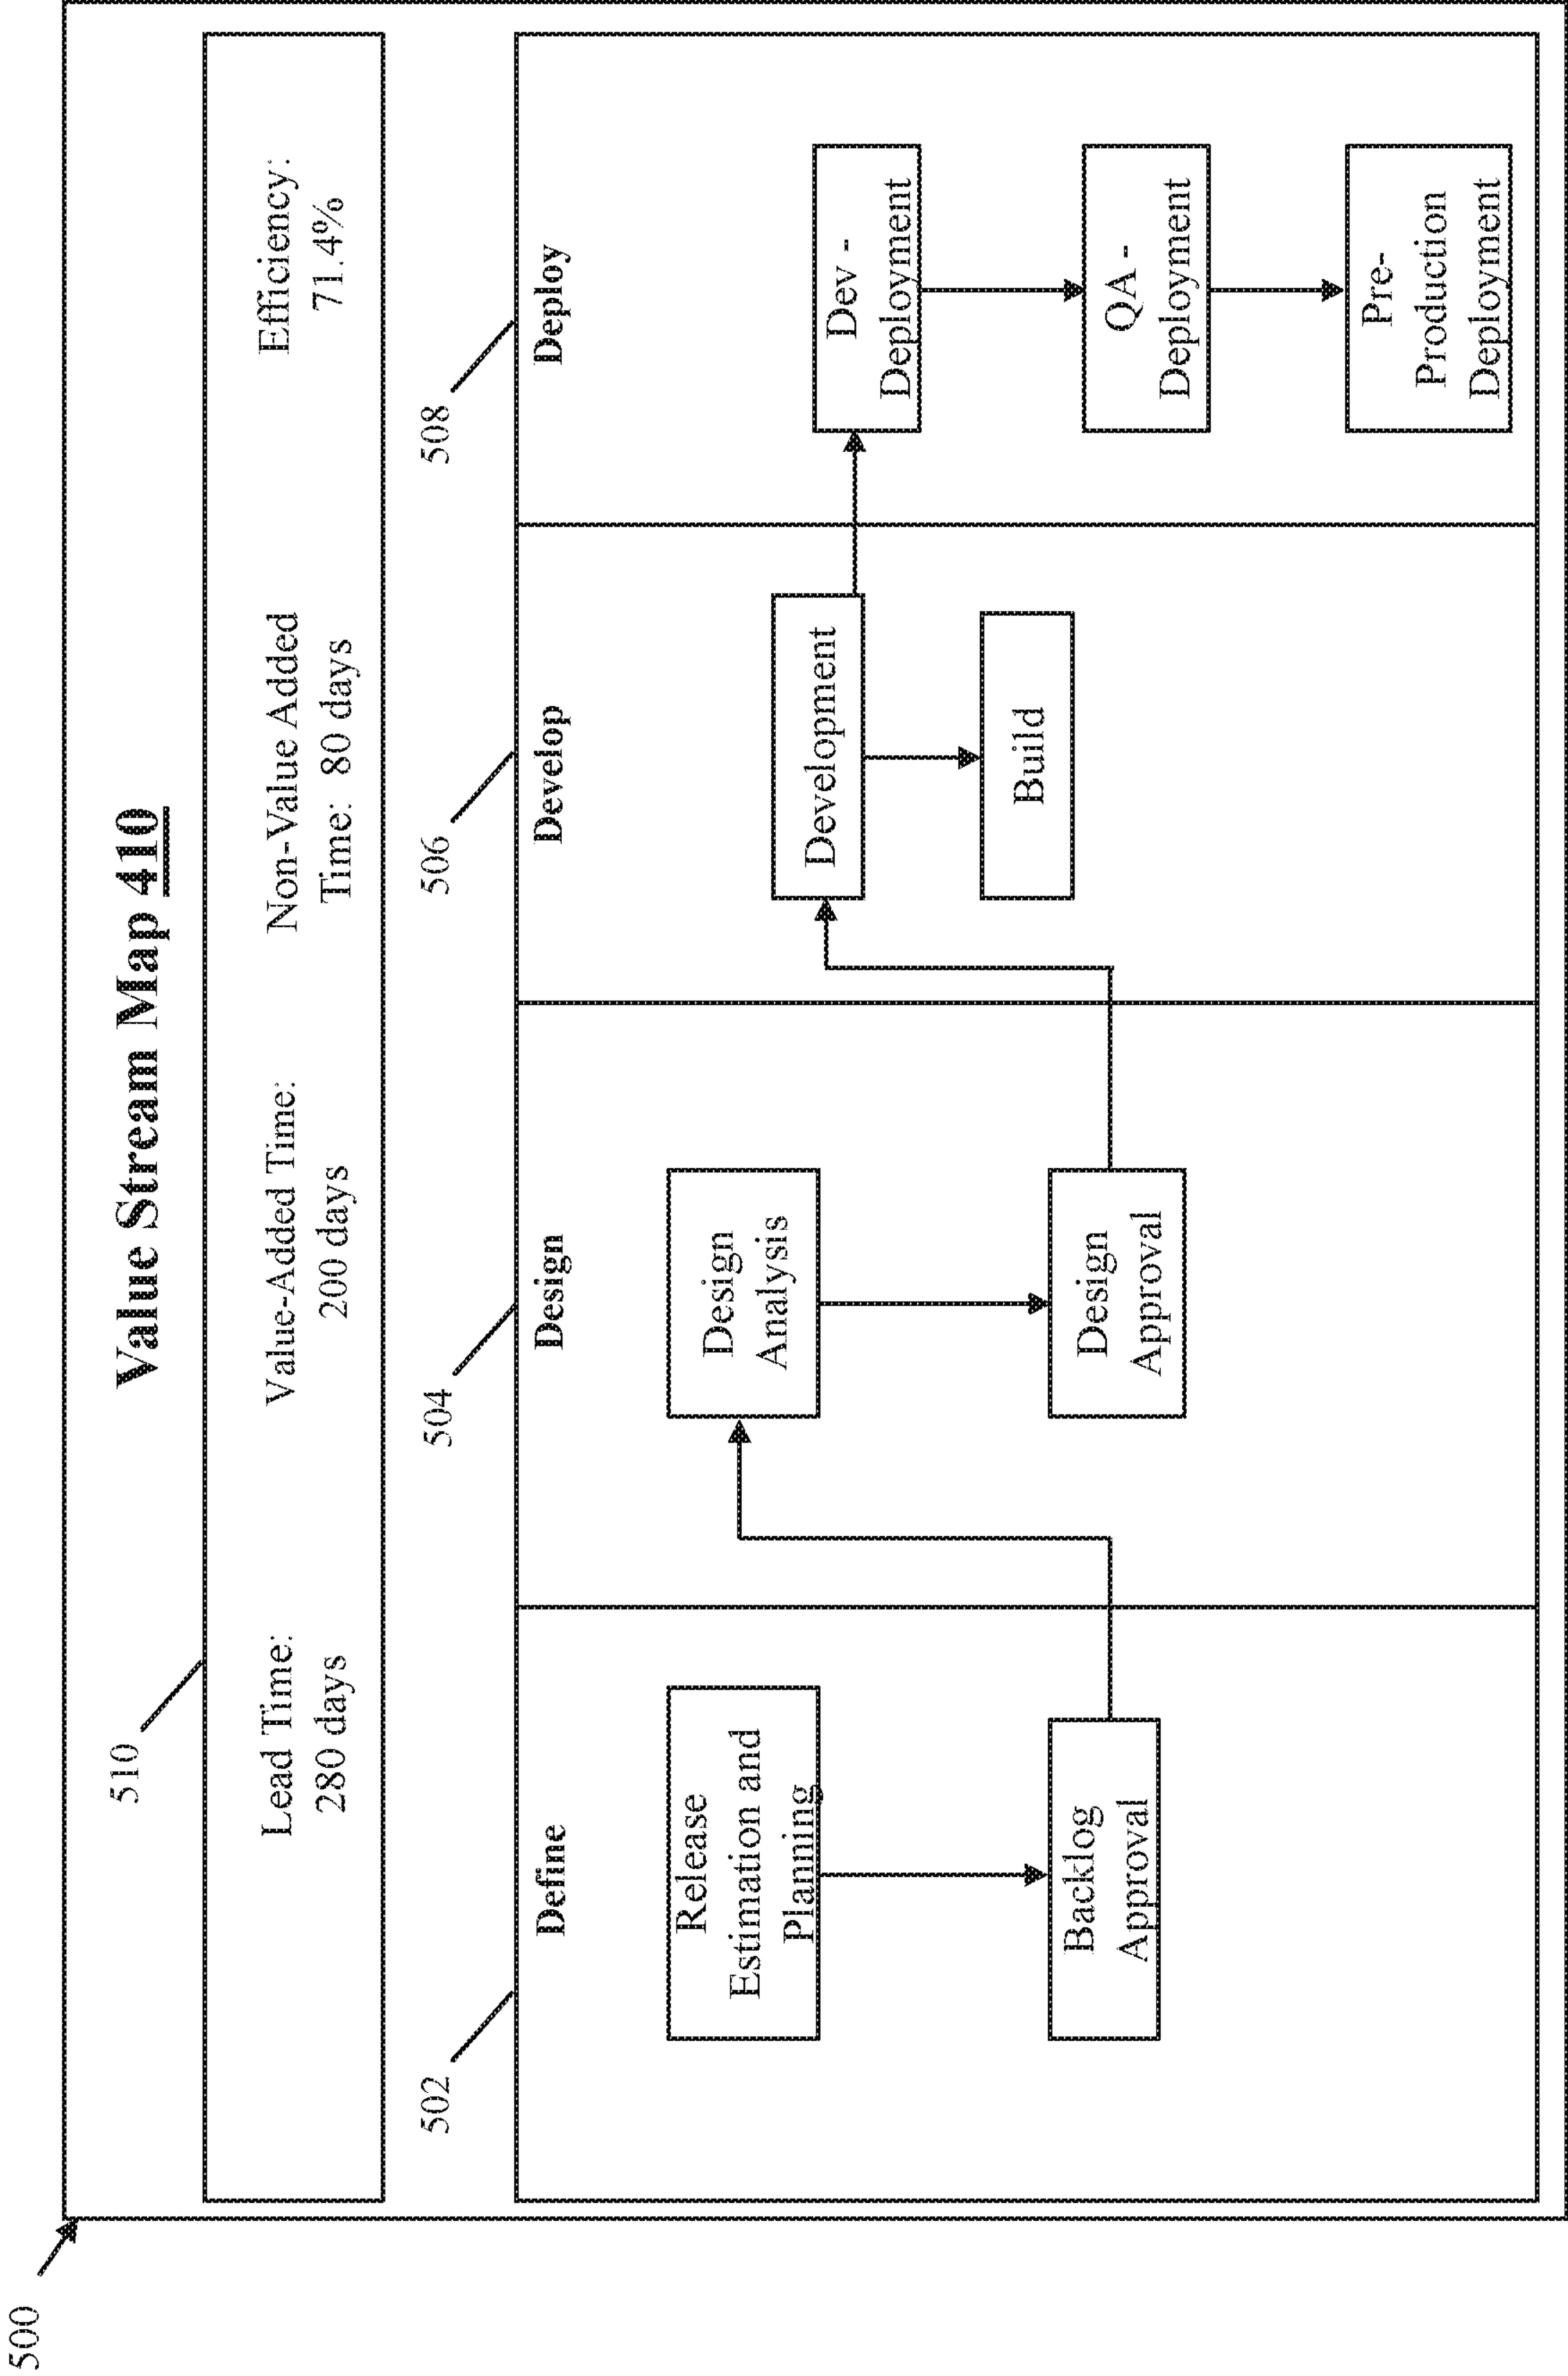 500
Value Stream Map 410
510
Lead Time:
280 days
Value-Added Time:
200 days
Non-Value Added
Time: 80 days
Efficiency:
71.4%
502
504
506
508
Define
Release
Estimation and
Planning
Backlog
Approval
Design
Design
Analysis
Design
Approval
Develop
Development
Build
Deploy
Dev -
Deployment
QA -
Deployment
Pre-
Production
Deployment